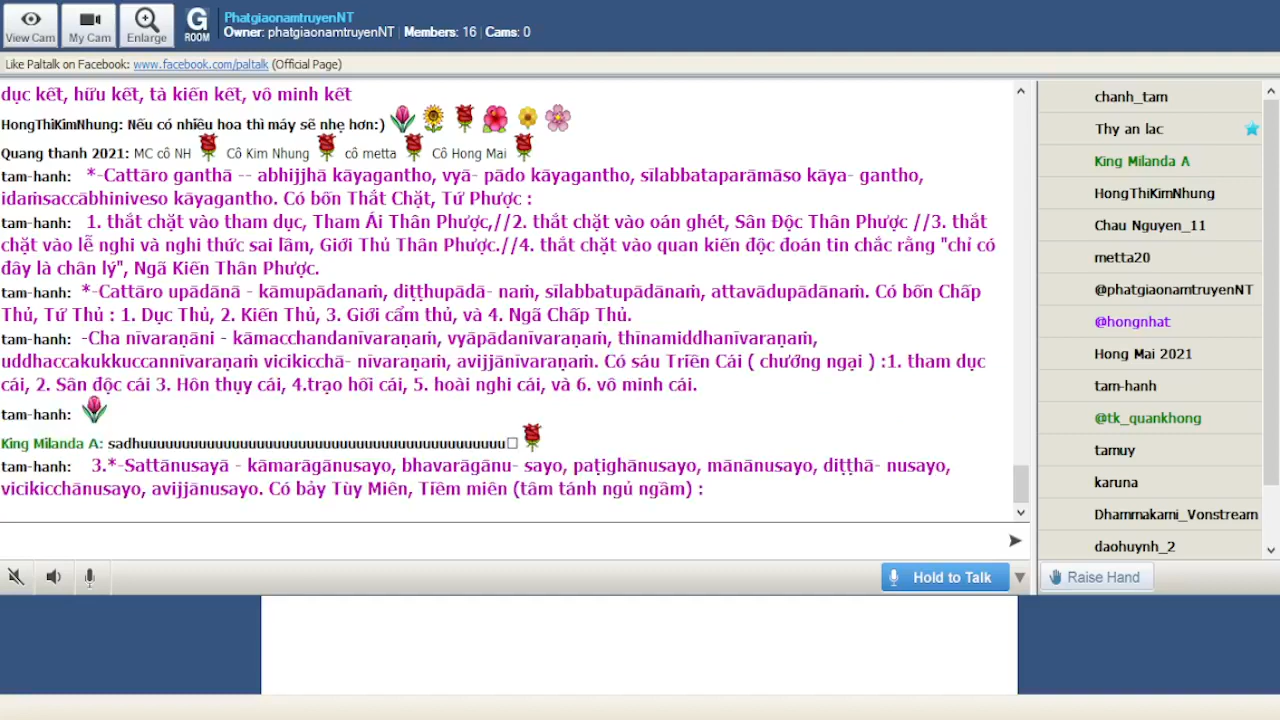 View Cam
My Cam
Enlarge
G
ROOM
PhatgiaonamtruyenNT
Owner: phatgiaonamtruyenNT | Members: 16 | Cams: 0
Like Paltalk on Facebook: www.facebook.com/paltalk (Official Page)
dục kết, hữu kết, tà kiến kết, vô minh kết
HongThiKimNhung: Nếu có nhiều hoa thì máy sẽ nhẹ hơn:)
Quang thanh 2021: MC cô NH Cô Kim Nhung cô metta Cô Hong Mai
tam-hanh: *-Cattāro ganthā -- abhijjhā kāyagantho, vyā- pādo kāyagantho, sīlabbataparāmāso kāya- gantho,
idaṁsaccābhiniveso kāyagantho. Có bốn Thắt Chặt, Tứ Phược :
tam-hanh: 1. thắt chặt vào tham dục, Tham Ái Thân Phược,//2. thắt chặt vào oán ghét, Sân Độc Thân Phược //3. thắt
chặt vào lễ nghi và nghi thức sai lầm, Giới Thủ Thân Phược.//4. thắt chặt vào quan kiến độc đoán tin chắc rằng "chỉ có
đây là chân lý", Ngã Kiến Thân Phược.
tam-hanh: *-Cattāro upādānā - kāmupādanaṁ, diṭṭhupādā- naṁ, sīlabbatupādānaṁ, attavādupādānaṁ. Có bốn Chấp
Thủ, Tứ Thủ : 1. Dục Thủ, 2. Kiến Thủ, 3. Giới cấm thủ, và 4. Ngã Chấp Thủ.
tam-hanh: -Cha nīvaraṇāni - kāmacchandanīvaraṇaṁ, vyāpādanīvaraṇaṁ, thīnamiddhanīvaraṇaṁ,
uddhaccakukkuccannīvaraṇaṁ vicikicchā- nīvaraṇaṁ, avijjānīvaraṇaṁ. Có sáu Triền Cái ( chướng ngại ) :1. tham dục
cái, 2. Sân độc cái 3. Hôn thụy cái, 4.trạo hối cái, 5. hoài nghi cái, và 6. vô minh cái.
tam-hanh:
King Milanda A: sadhuuuuuuuuuuuuuuuuuuuuuuuuuuuuuuuuuuuuuuuuu
tam-hanh: 3.*-Sattānusayā - kāmarāgānusayo, bhavarāgānu- sayo, paṭighānusayo, mānānusayo, diṭṭhā- nusayo,
vicikicchānusayo, avijjānusayo. Có bảy Tùy Miên, Tiềm miên (tâm tánh ngủ ngầm) :
Hold to Talk
chanh_tam
Thy an lac
King Milanda A
HongThiKimNhung
Chau Nguyen_11
metta20
@phatgiaonamtruyenNT
@hongnhat
Hong Mai 2021
tam-hanh
@tk_quankhong
tamuy
karuna
Dhammakami_Vonstream
daohuynh_2
Raise Hand